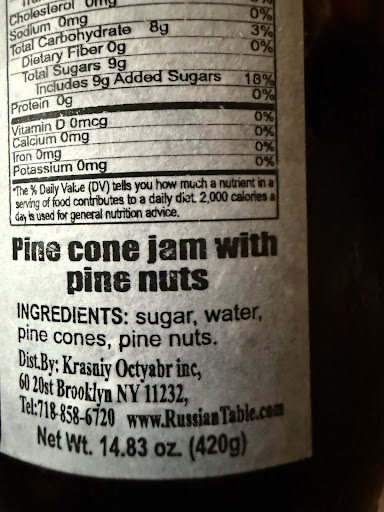 Cholesterol 0mg 0%
Sodium 0mg 0%
Total Carbohydrate 8g 3%
Dietary Fiber 0g 0%
Total Sugars 9g
Includes 9g Added Sugars 18%
Protein 0g 0%
Vitamin D 0mcg 0%
Calcium 0mg 0%
Iron 0mg 0%
Potassium 0mg 0%
*The % Daily Value (DV) tells you how much a nutrient in a
serving of food contributes to a daily diet. 2,000 calories a
day is used for general nutrition advice.
Pine cone jam with
pine nuts
INGREDIENTS: sugar, water,
pine cones, pine nuts.
Dist.By: Krasniy Octyabr inc,
60 20st Brooklyn NY 11232,
Tel:718-858-6720 www.RussianTable.com
Net Wt. 14.83 oz. (420g)